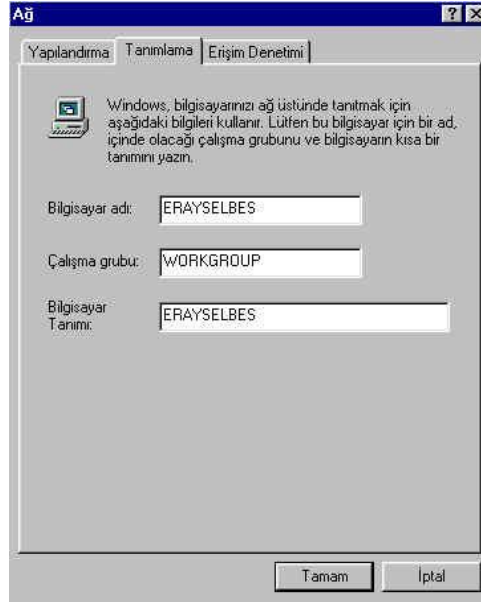 Ağ
Yapılandırma Tanımlama Erişim Denetimi
Windows, bilgisayarınızı ağ üstünde tanıtmak için
aşağıdaki bilgileri kullanır. Lütfen bu bilgisayar için bir ad,
içinde olacağı çalışma grubunu ve bilgisayarın kısa bir
tanımını yazın.
Bilgisayar adı: ERAYSELBES
Çalışma grubu: WORKGROUP
Bilgisayar
Tanımı: ERAYSELBES
Tamam İptal